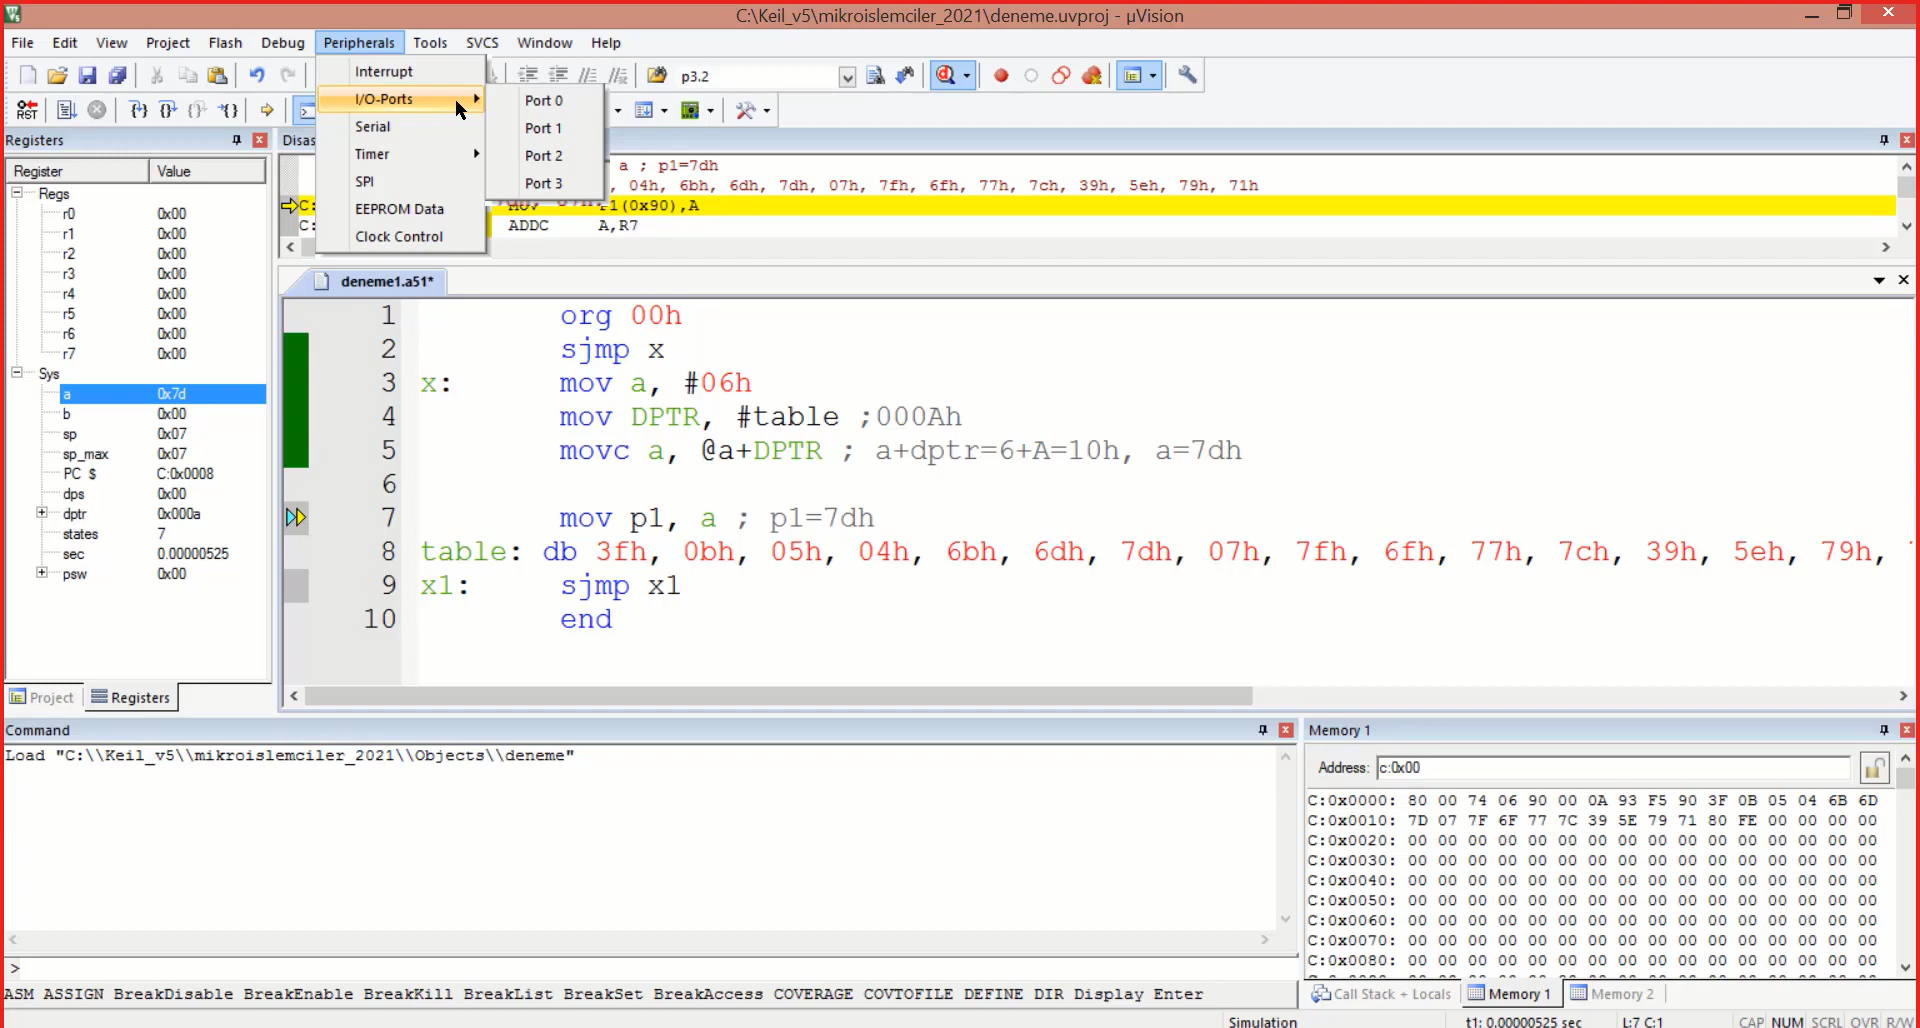 C:\Keil_v5\mikroislemciler_2021\deneme.uvproj - µVision
File Edit View Project Flash Debug Peripherals Tools SVCS Window Help
p3.2
Interrupt
I/O-Ports
Serial
Timer
SPI
EEPROM Data
Clock Control
Port 0
Port 1
Port 2
Port 3
RST
Registers
Register Value
Regs
r0 0x00
r1 0x00
r2 0x00
r3 0x00
r4 0x00
r5 0x00
r6 0x00
r7 0x00
Sys
a 0x7d
b 0x00
sp 0x07
sp_max 0x07
PC $ C:0x0008
dps 0x00
dptr 0x000a
states 7
sec 0.00000525
psw 0x00
Project Registers
a ; p1=7dh
, 04h, 6bh, 6dh, 7dh, 07h, 7fh, 6fh, 77h, 7ch, 39h, 5eh, 79h, 71h
C: MOV P1(0x90),A
C: ADDC A,R7
deneme1.a51*
1 org 00h
2 sjmp x
3 x: mov a, #06h
4 mov DPTR, #table ;000Ah
5 movc a, @a+DPTR ; a+dptr=6+A=10h, a=7dh
6
7 mov p1, a ; p1=7dh
8 table: db 3fh, 0bh, 05h, 04h, 6bh, 6dh, 7dh, 07h, 7fh, 6fh, 77h, 7ch, 39h, 5eh, 79h,
9 x1: sjmp x1
10 end
Command
Load "C:\\Keil_v5\\mikroislemciler_2021\\Objects\\deneme"
>
ASM ASSIGN BreakDisable BreakEnable BreakKill BreakList BreakSet BreakAccess COVERAGE COVTOFILE DEFINE DIR Display Enter
Memory 1
Address: c:0x00
C:0x0000: 80 00 74 06 90 00 0A 93 F5 90 3F 0B 05 04 6B 6D
C:0x0010: 7D 07 7F 6F 77 7C 39 5E 79 71 80 FE 00 00 00 00
C:0x0020: 00 00 00 00 00 00 00 00 00 00 00 00 00 00 00 00
C:0x0030: 00 00 00 00 00 00 00 00 00 00 00 00 00 00 00 00
C:0x0040: 00 00 00 00 00 00 00 00 00 00 00 00 00 00 00 00
C:0x0050: 00 00 00 00 00 00 00 00 00 00 00 00 00 00 00 00
C:0x0060: 00 00 00 00 00 00 00 00 00 00 00 00 00 00 00 00
C:0x0070: 00 00 00 00 00 00 00 00 00 00 00 00 00 00 00 00
C:0x0080: 00 00 00 00 00 00 00 00 00 00 00 00 00 00 00 00
Call Stack + Locals Memory 1 Memory 2
Simulation t1: 0.00000525 sec L:7 C:1 CAP NUM SCRL OVR R/W